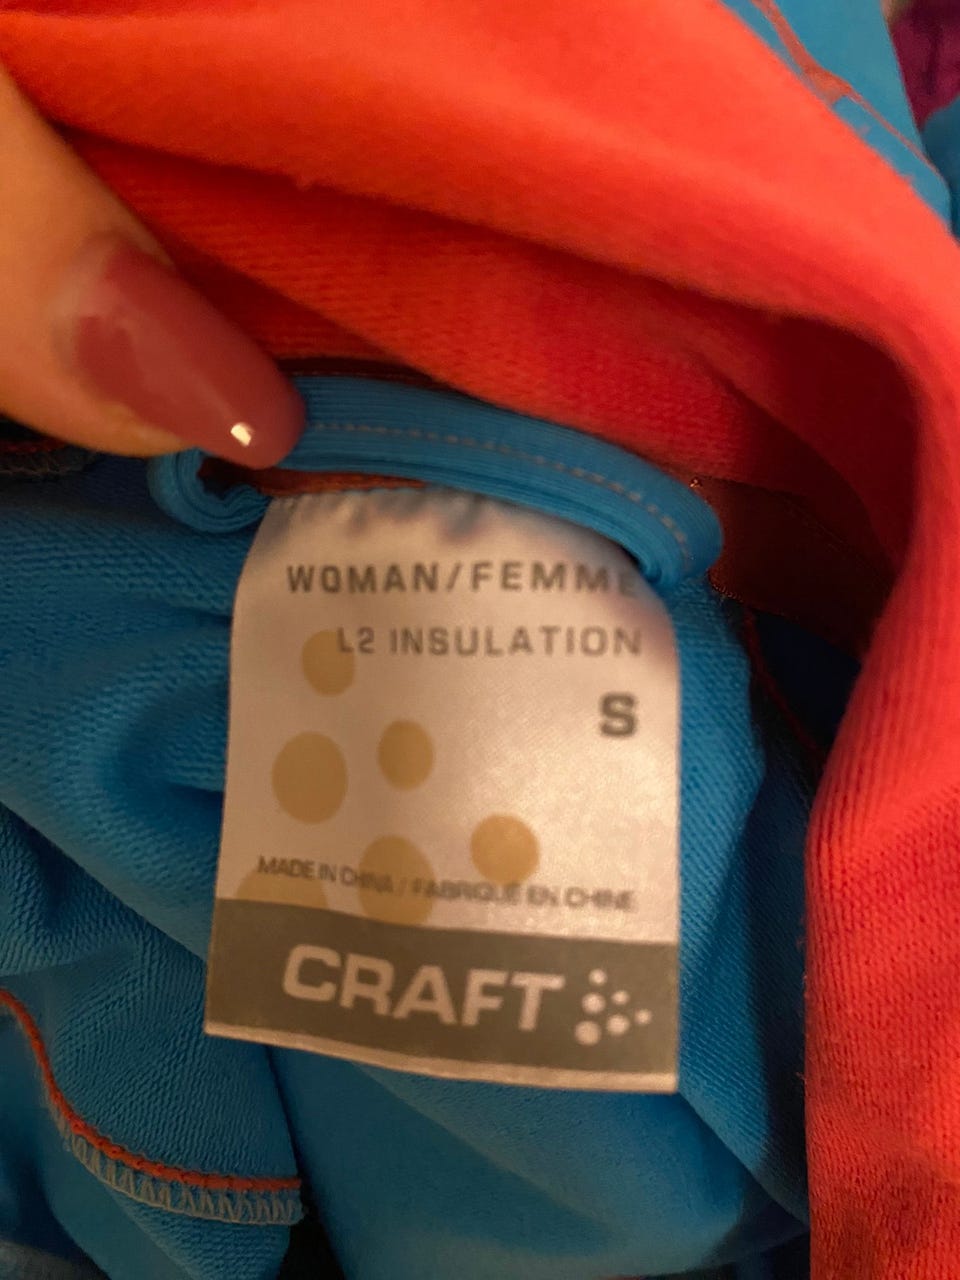 WOMAN/FEMME
L2 INSULATION
S
MADE IN CHINA / FABRIQUE EN CHINE
CRAFT